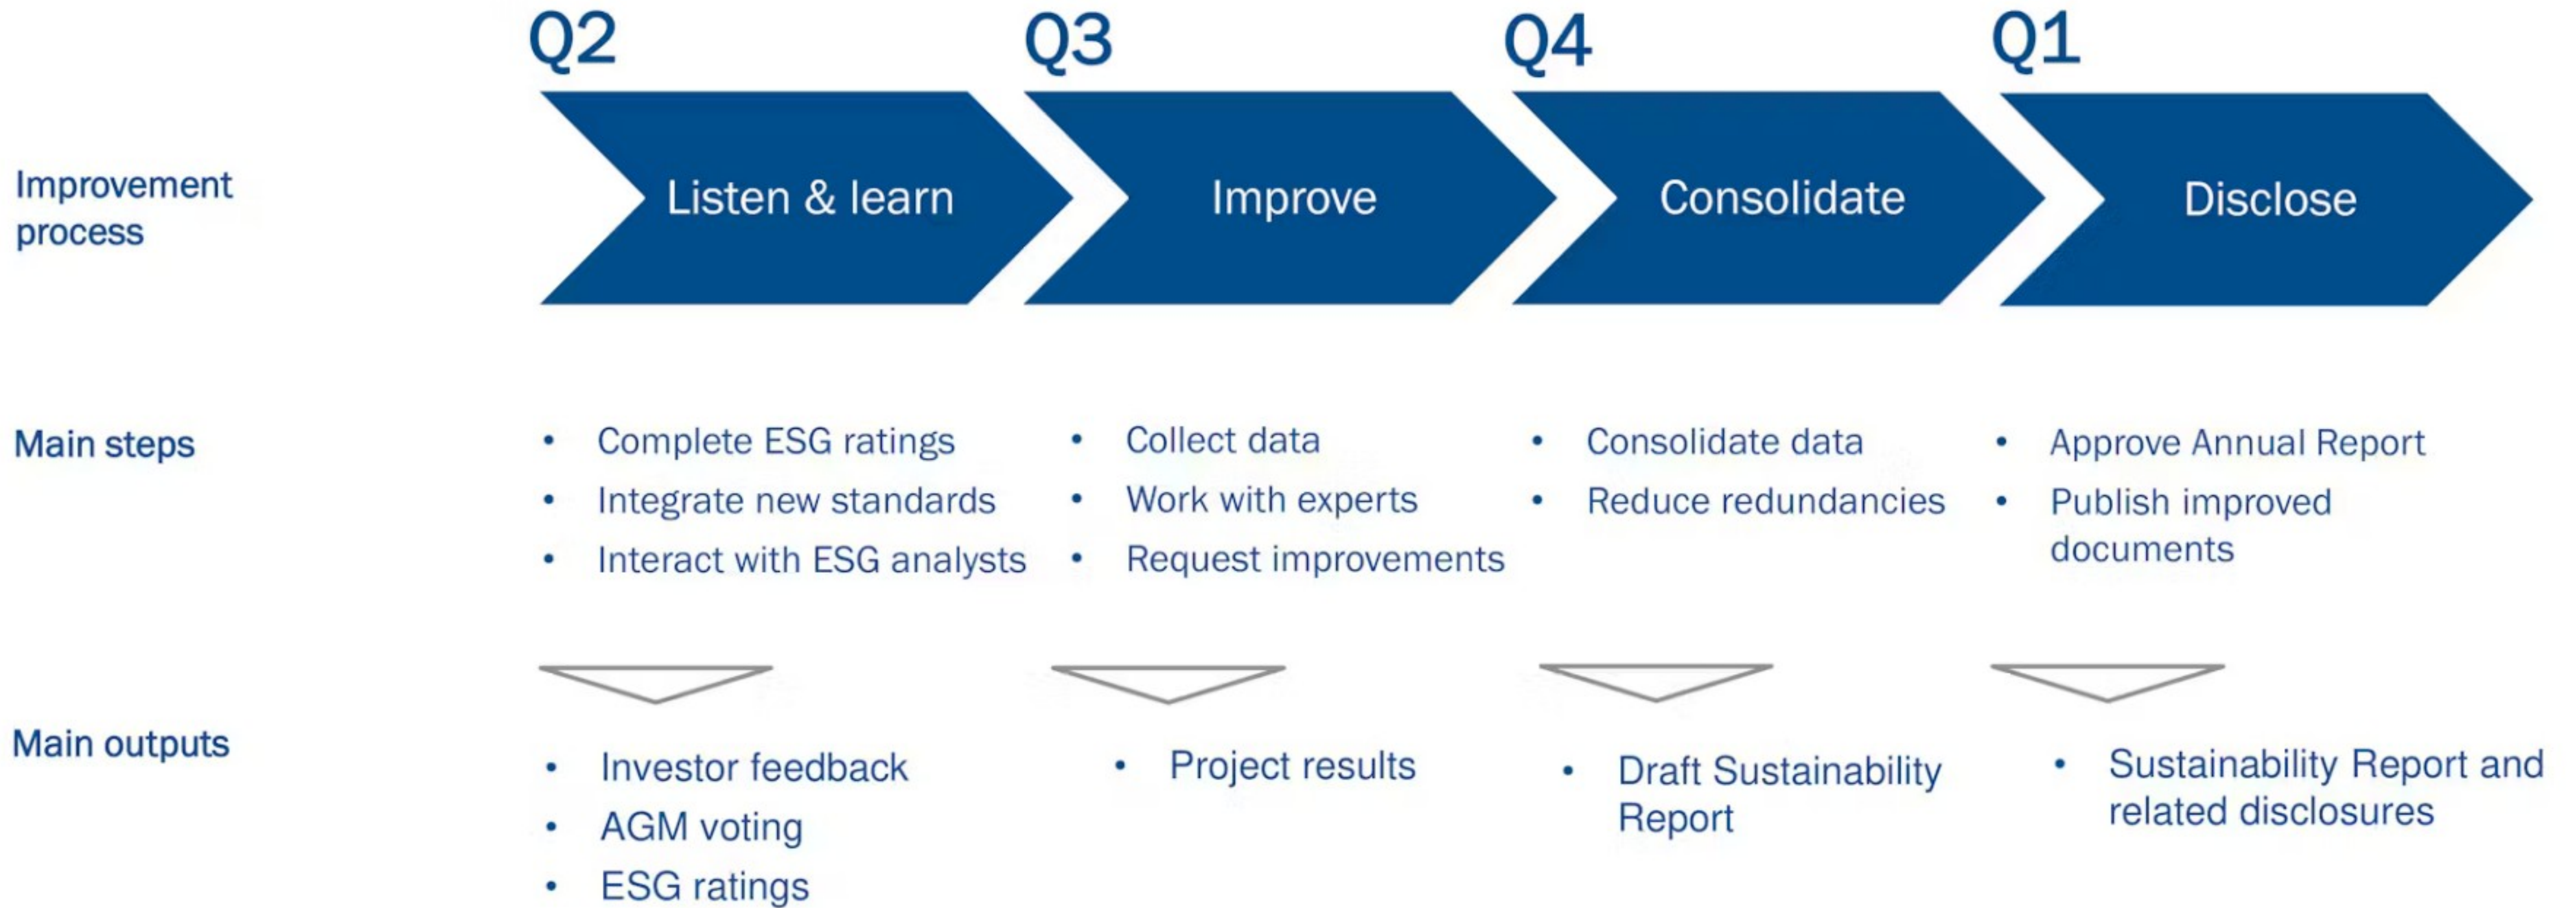 Q2
Q3
Q4
Q1
Improvement
process
Listen & learn
Improve
Consolidate
Disclose
Main steps
• Complete ESG ratings
• Integrate new standards
• Interact with ESG analysts
• Collect data
• Work with experts
• Request improvements
• Consolidate data
• Reduce redundancies
• Approve Annual Report
• Publish improved
documents
Main outputs
• Investor feedback
• AGM voting
• ESG ratings
• Project results
• Draft Sustainability
Report
• Sustainability Report and
related disclosures